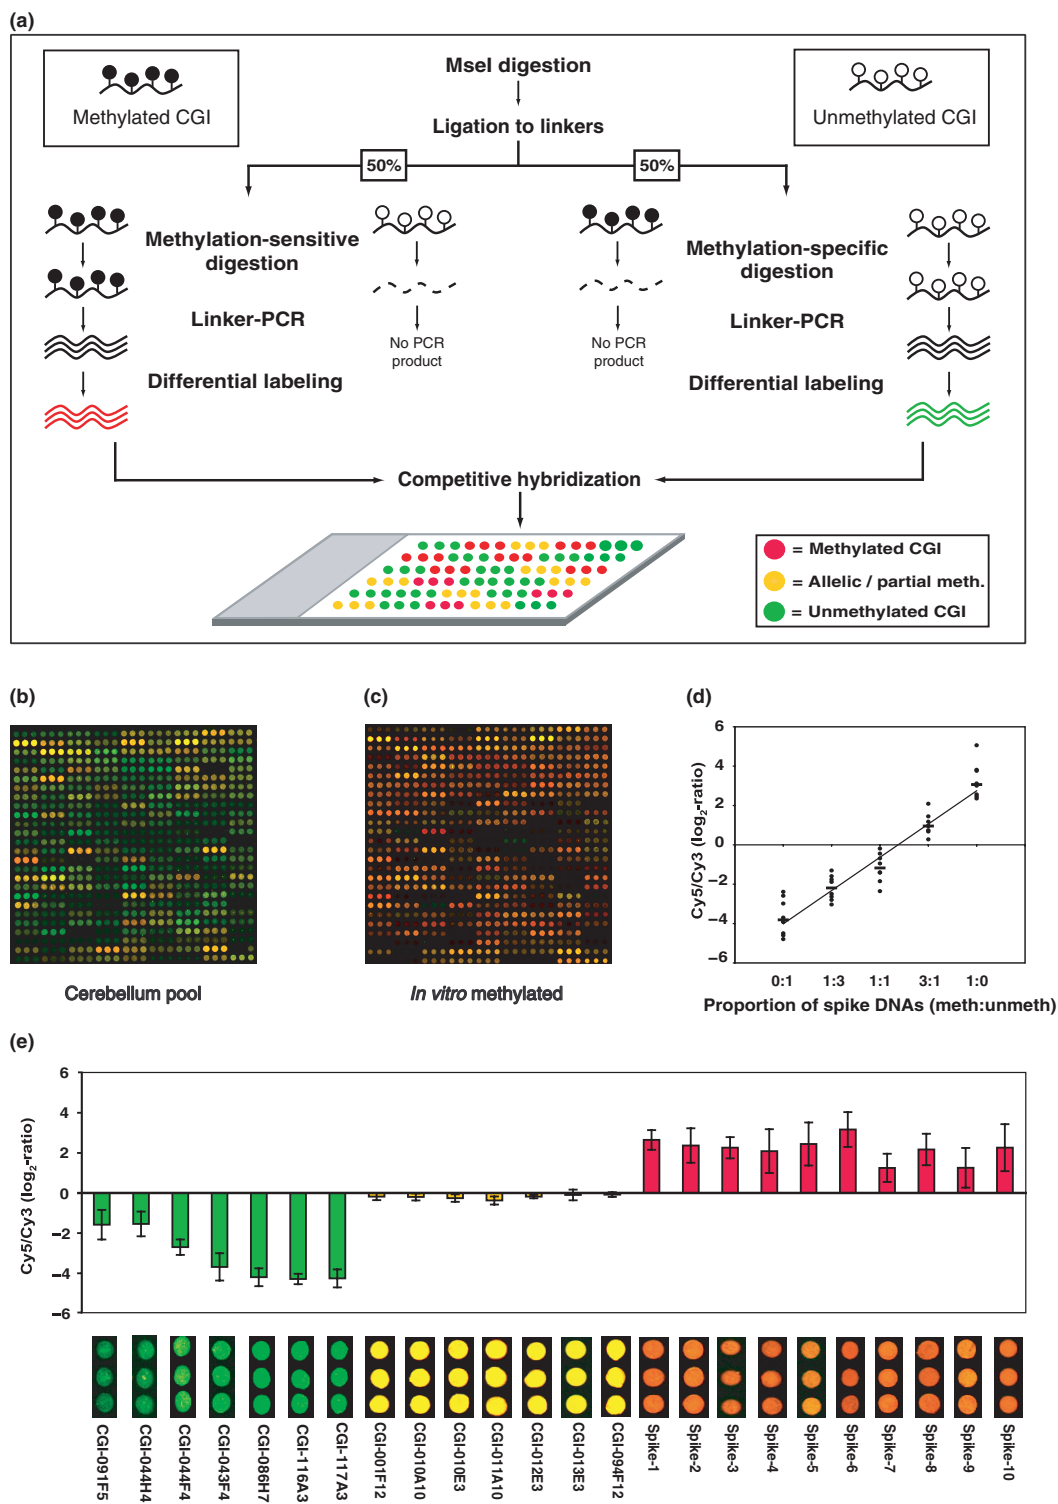 (a)
Methylated CGI
MseI digestion
Ligation to linkers
Unmethylated CGI
50%
50%
Methylation-sensitive
digestion
Linker-PCR
Differential labeling
No PCR
product
No PCR
product
Methylation-specific
digestion
Linker-PCR
Differential labeling
Competitive hybridization
= Methylated CGI
= Allelic / partial meth.
= Unmethylated CGI
(b)
Cerebellum pool
(c)
In vitro methylated
(d)
Cy5/Cy3 (log2-ratio)
6
4
2
0
−2
−4
−6
0:1 1:3 1:1 3:1 1:0
Proportion of spike DNAs (meth:unmeth)
(e)
Cy5/Cy3 (log2-ratio)
6
4
2
0
−2
−4
−6
CGI-091F5
CGI-044H4
CGI-044F4
CGI-043F4
CGI-086H7
CGI-116A3
CGI-117A3
CGI-001F12
CGI-010A10
CGI-010E3
CGI-011A10
CGI-012E3
CGI-013E3
CGI-094F12
Spike-1
Spike-2
Spike-3
Spike-4
Spike-5
Spike-6
Spike-7
Spike-8
Spike-9
Spike-10